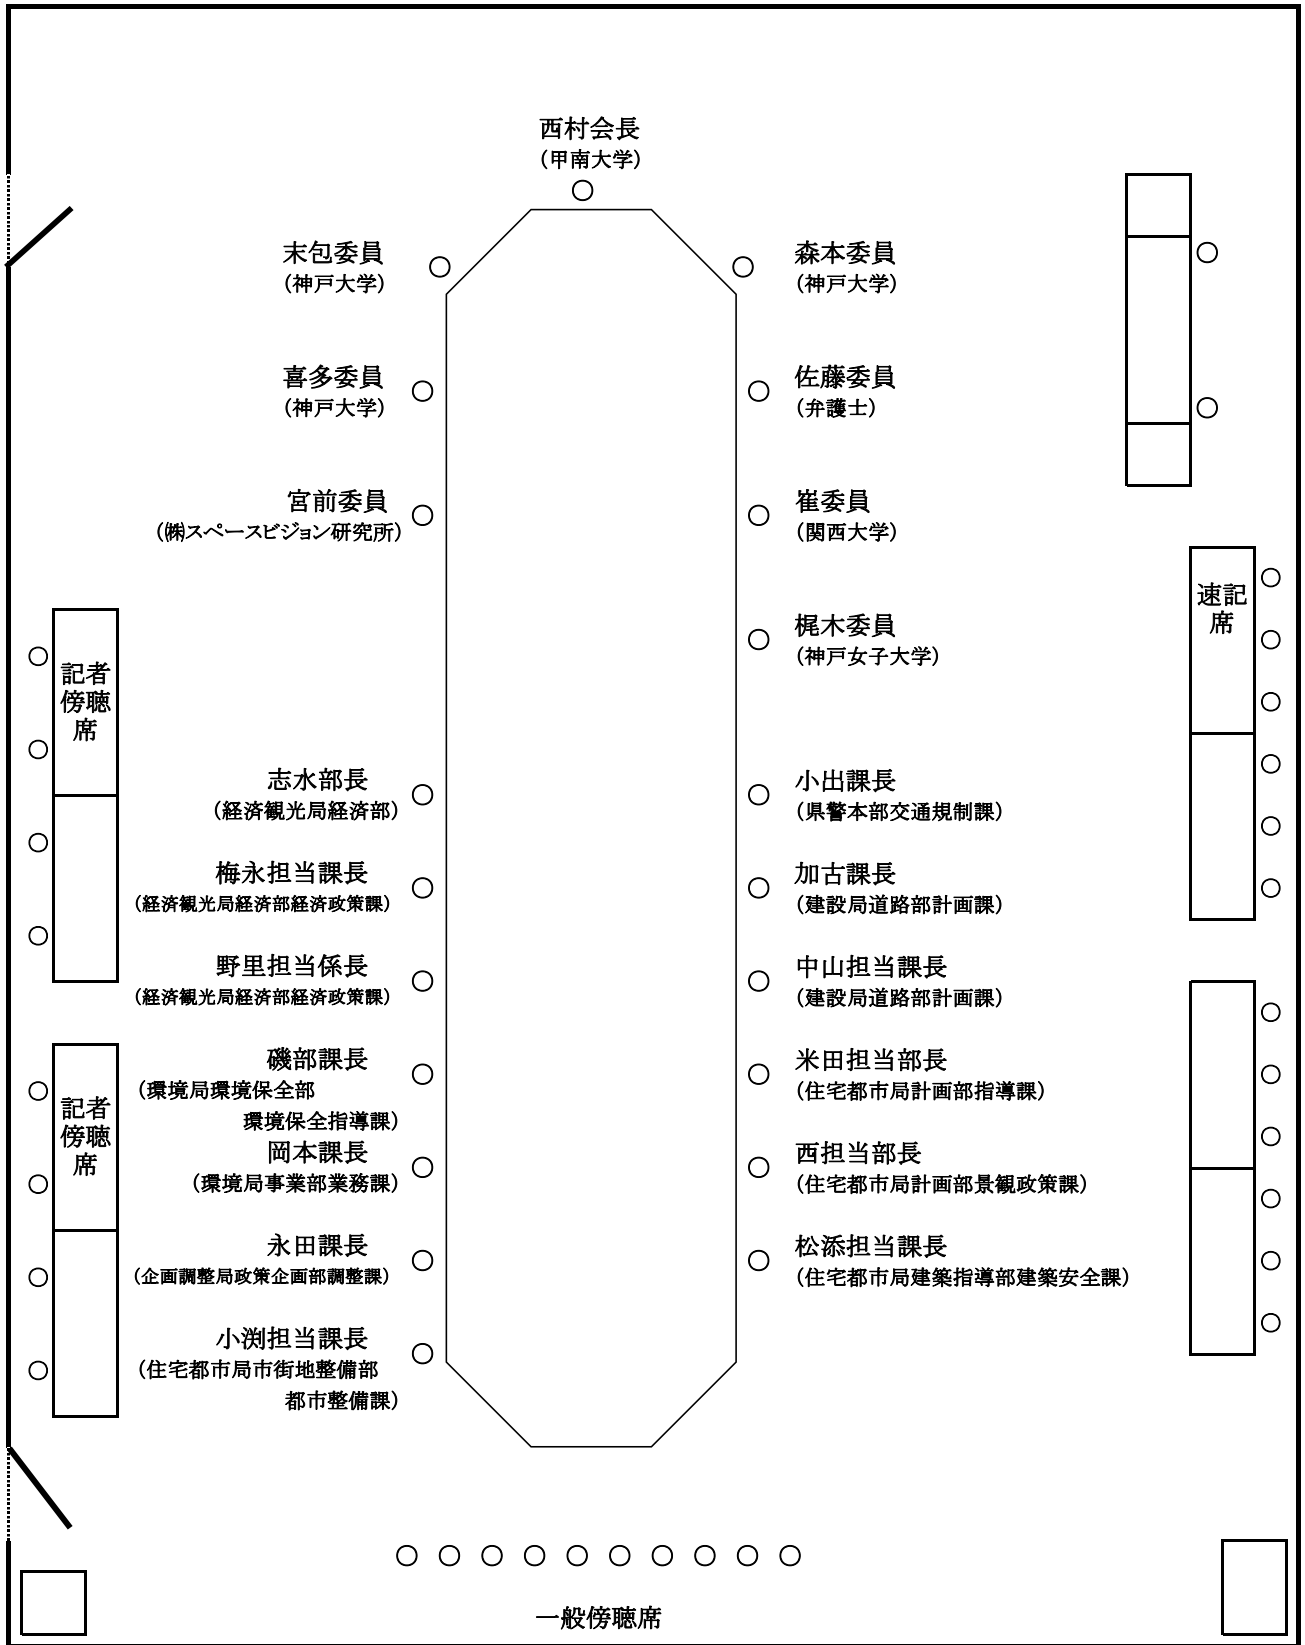 西村会長
(甲南大学)
末包委員
(神戸大学)
森本委員
(神戸大学)
喜多委員
(神戸大学)
佐藤委員
(弁護士)
宮前委員
(㈱スペースビジョン研究所)
崔委員
(関西大学)
梶木委員
(神戸女子大学)
速記
席
記者
傍聴
席
志水部長
(経済観光局経済部)
小出課長
(県警本部交通規制課)
梅永担当課長
(経済観光局経済部経済政策課)
加古課長
(建設局道路部計画課)
野里担当係長
(経済観光局経済部経済政策課)
中山担当課長
(建設局道路部計画課)
磯部課長
(環境局環境保全部
環境保全指導課)
米田担当部長
(住宅都市局計画部指導課)
記者
傍聴
席
岡本課長
(環境局事業部業務課)
西担当部長
(住宅都市局計画部景観政策課)
永田課長
(企画調整局政策企画部調整課)
松添担当課長
(住宅都市局建築指導部建築安全課)
小渕担当課長
(住宅都市局市街地整備部
都市整備課)
一般傍聴席